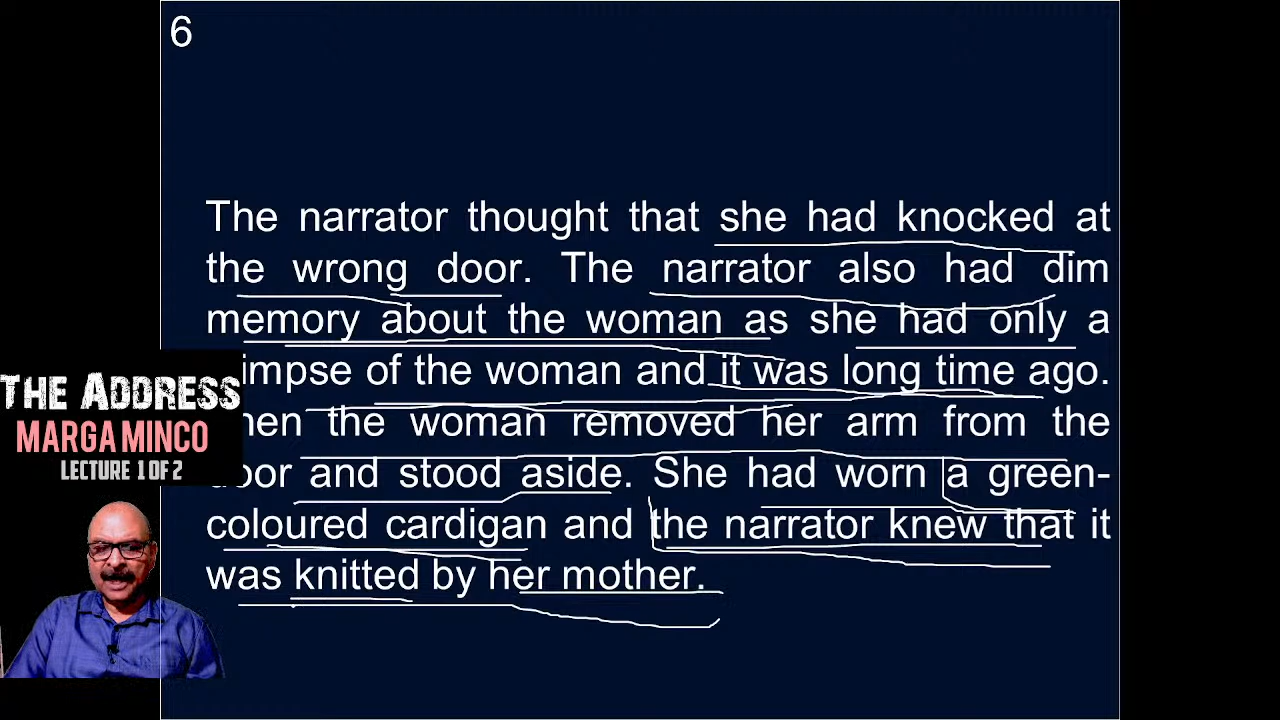 6
The narrator thought that she had knocked at
the wrong door. The narrator also had dim
memory about the woman as she had only a
limpse of the woman and it was long time ago.
hen the woman removed her arm from the
oor and stood aside. She had worn a green-
coloured cardigan and the narrator knew that it
was knitted by her mother.
THE ADDRESS
MARGA MINCO
LECTURE 1 OF 2